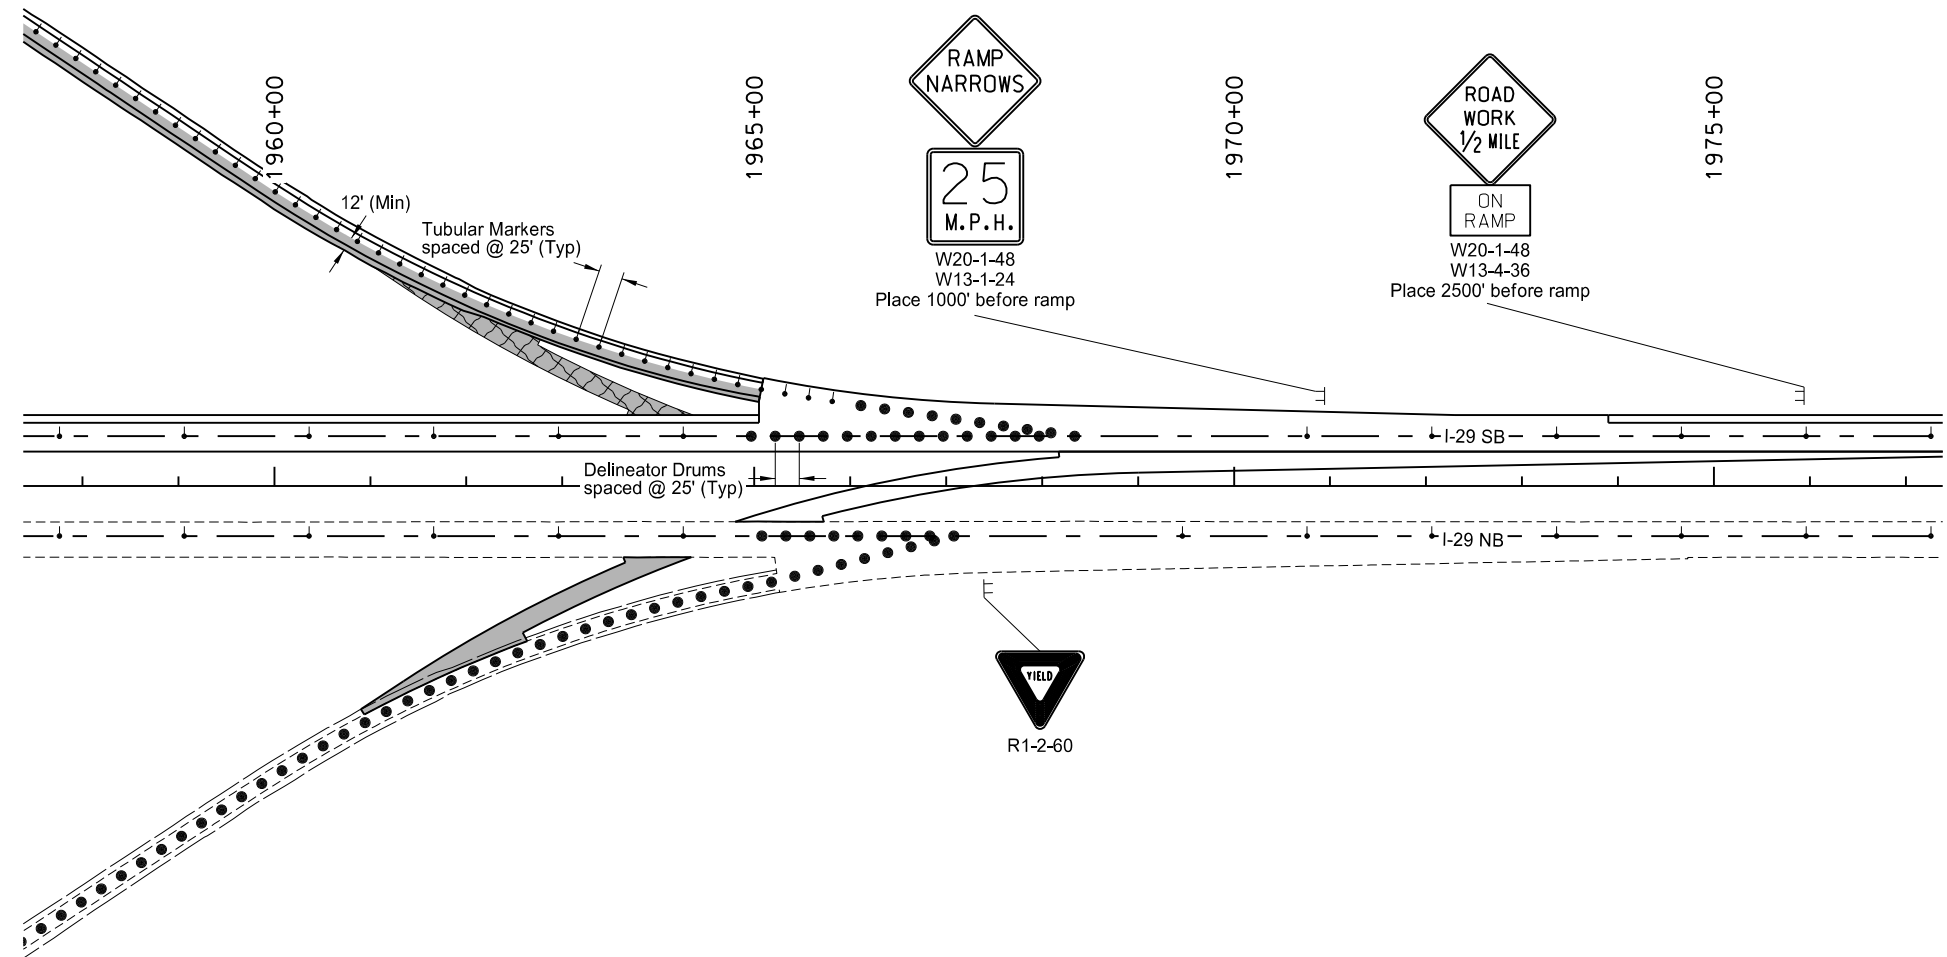 1960+00
1965+00
1970+00
1975+00
RAMP
NARROWS
25
M.P.H.
W20-1-48
W13-1-24
Place 1000' before ramp
ROAD
WORK
1/2 MILE
ON
RAMP
W20-1-48
W13-4-36
Place 2500' before ramp
12' (Min)
Tubular Markers
spaced @ 25' (Typ)
I-29 SB
Delineator Drums
spaced @ 25' (Typ)
I-29 NB
YIELD
R1-2-60